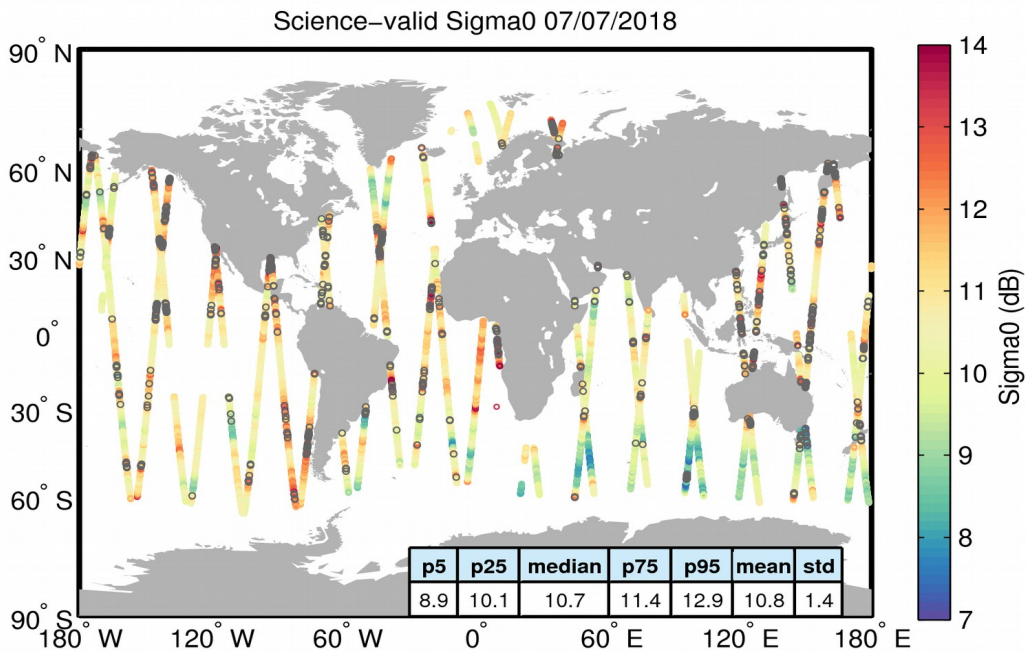 Science−valid Sigma0 07/07/2018
90° N
60° N
30° N
0°
30° S
60° S
90° S
180° W
120° W
60° W
0°
60° E
120° E
180° E
p5 p25 median p75 p95 mean std
8.9 10.1 10.7 11.4 12.9 10.8 1.4
14
13
12
11
10
9
8
7
Sigma0 (dB)